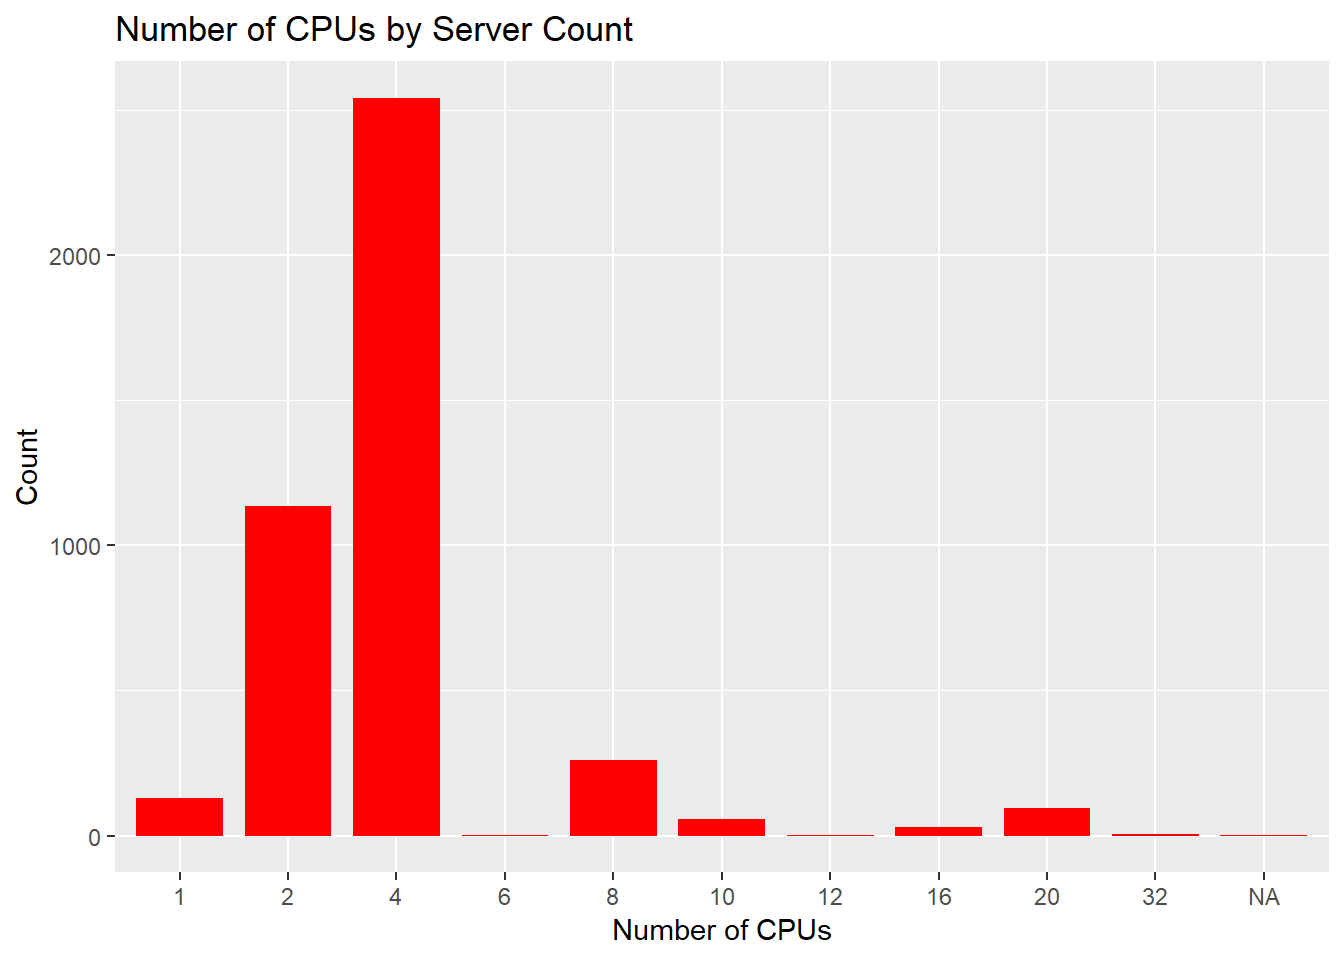 Number of CPUs by Server Count
Count
2000
1000
0
1 2 4 6 8 10 12 16 20 32 NA
Number of CPUs